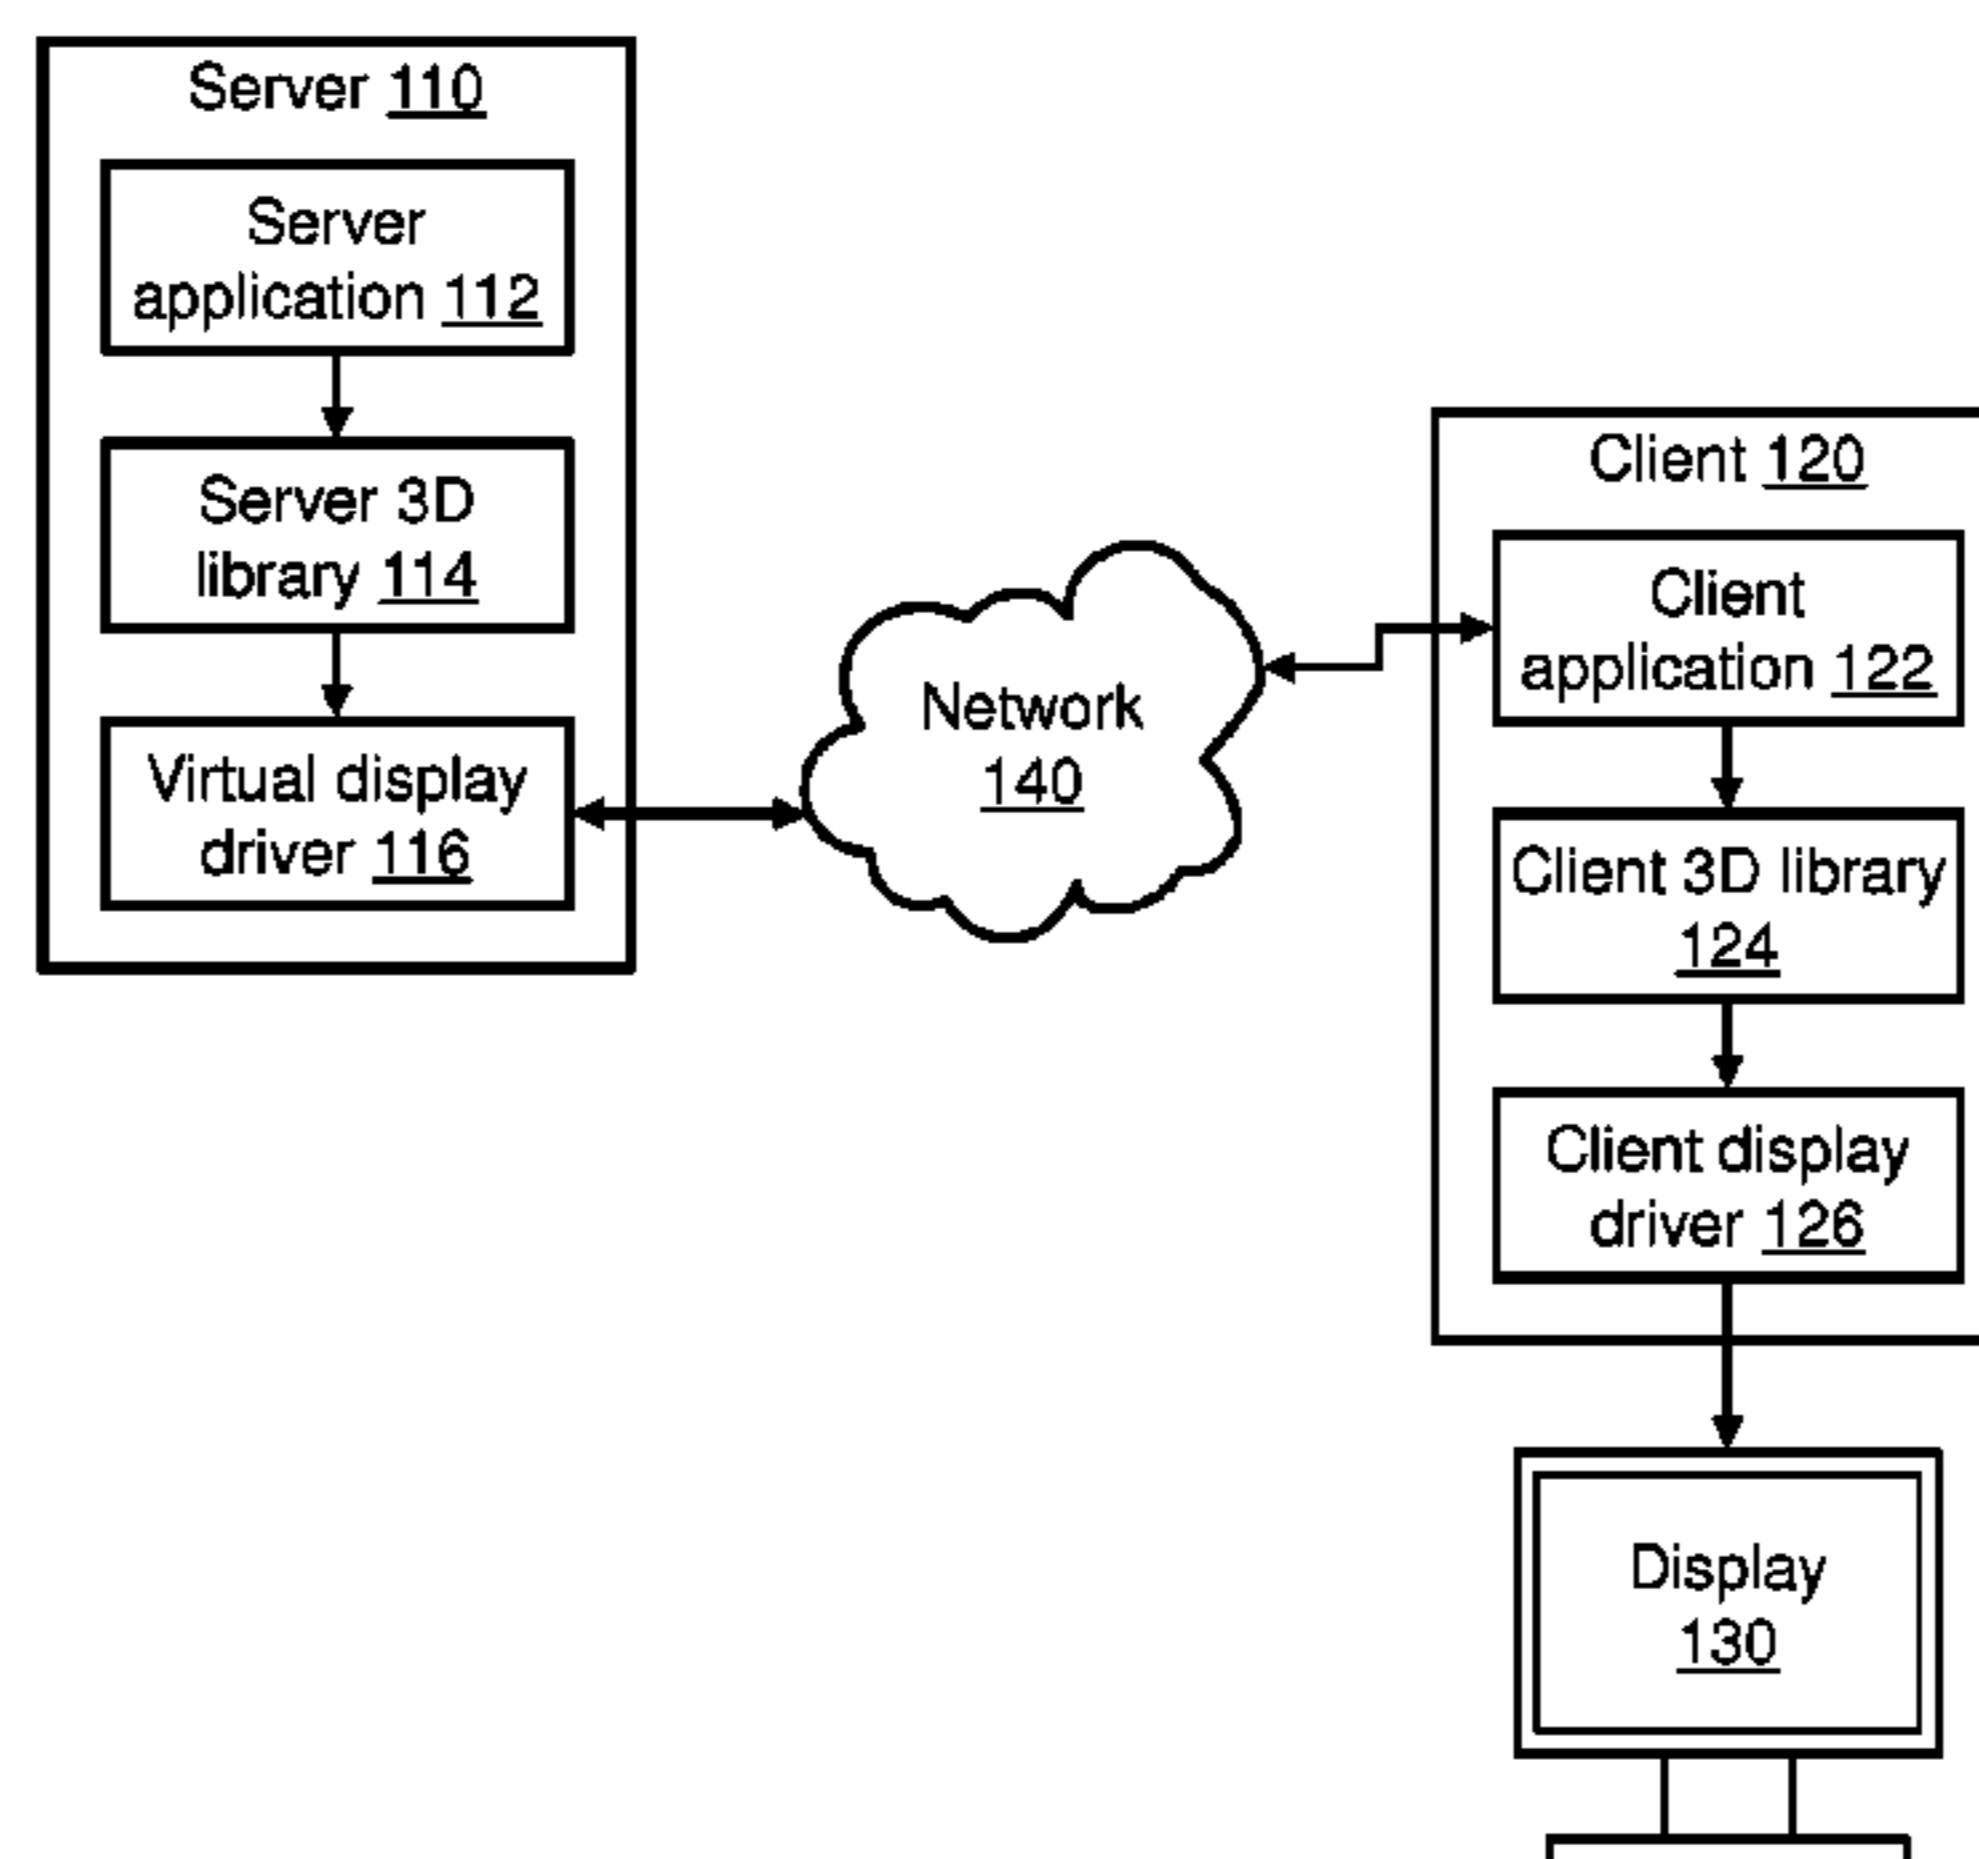 Server 110
Server
application 112
Server 3D
library 114
Virtual display
driver 116
Network
140
Client 120
Client
application 122
Client 3D library
124
Client display
driver 126
Display
130